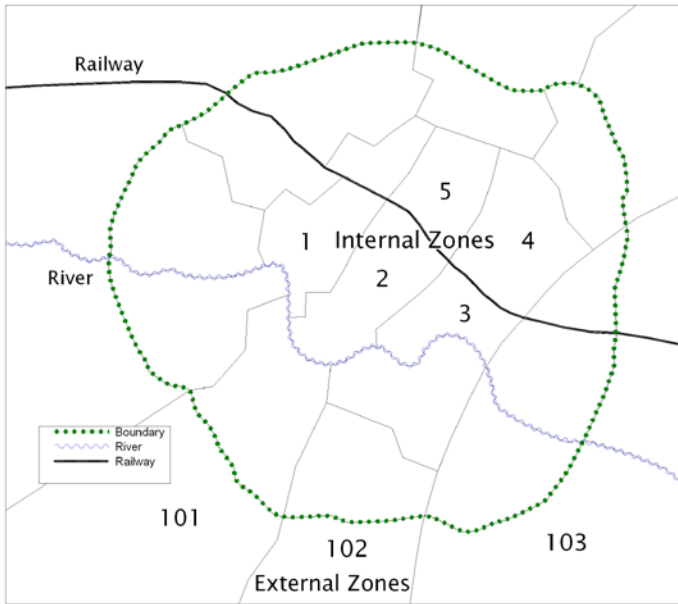 Railway
5
1
Internal Zones
4
2
River
3
Boundary
River
Railway
101
102
103
External Zones